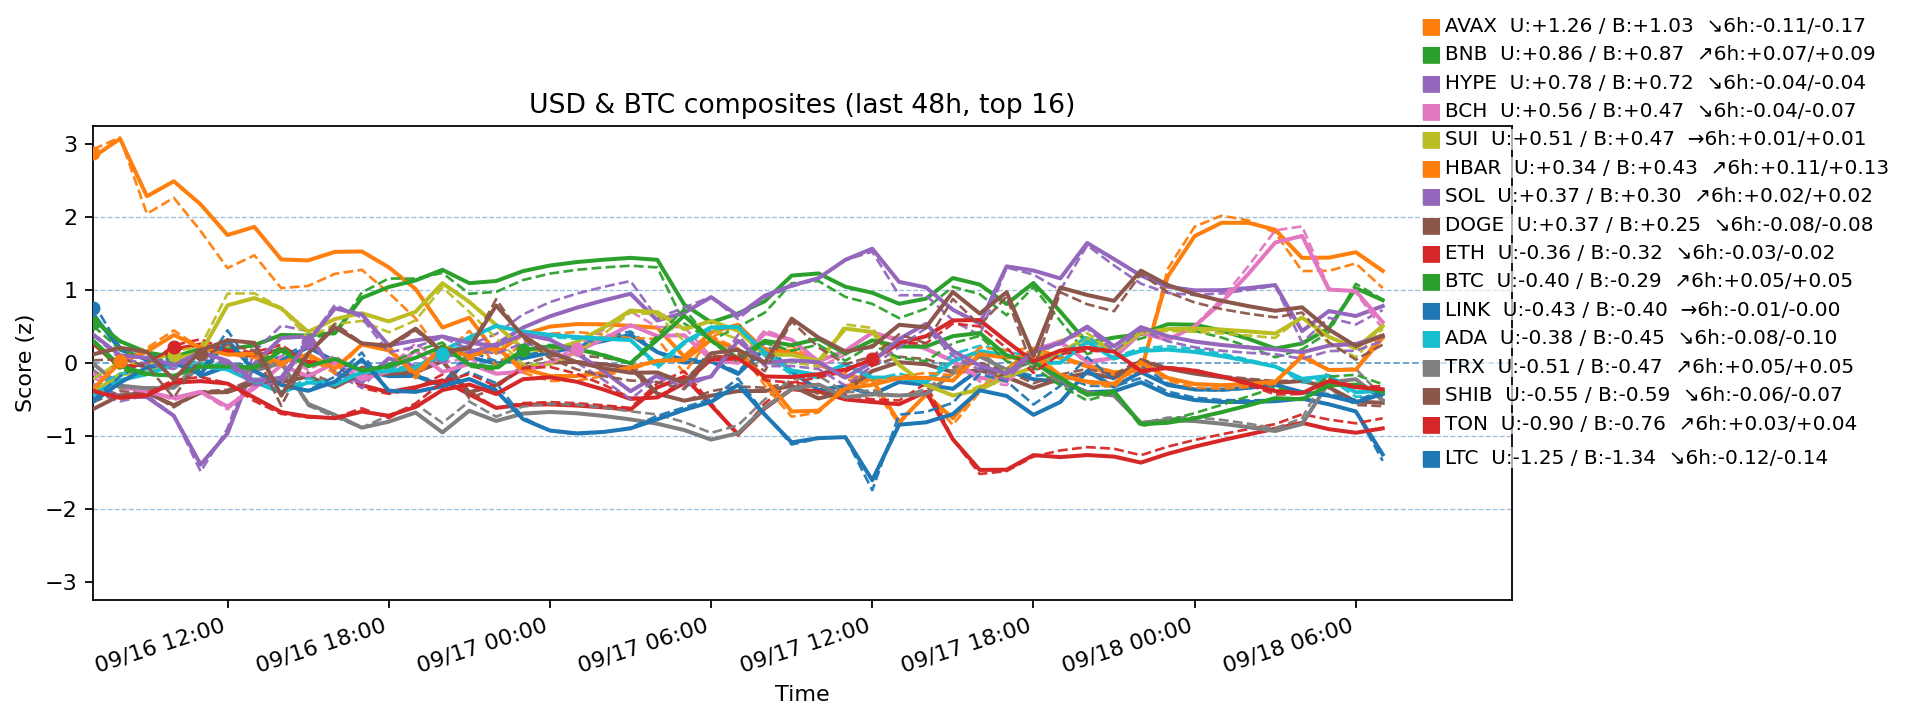 AVAX  U:+1.26 / B:+1.03  ↘6h:-0.11/-0.17
BNB  U:+0.86 / B:+0.87  ↗6h:+0.07/+0.09
HYPE  U:+0.78 / B:+0.72  ↘6h:-0.04/-0.04
USD & BTC composites (last 48h, top 16)
BCH  U:+0.56 / B:+0.47  ↘6h:-0.04/-0.07
SUI  U:+0.51 / B:+0.47  →6h:+0.01/+0.01
HBAR  U:+0.34 / B:+0.43  ↗6h:+0.11/+0.13
SOL  U:+0.37 / B:+0.30  ↗6h:+0.02/+0.02
DOGE  U:+0.37 / B:+0.25  ↘6h:-0.08/-0.08
ETH  U:-0.36 / B:-0.32  ↘6h:-0.03/-0.02
BTC  U:-0.40 / B:-0.29  ↗6h:+0.05/+0.05
LINK  U:-0.43 / B:-0.40  →6h:-0.01/-0.00
ADA  U:-0.38 / B:-0.45  ↘6h:-0.08/-0.10
TRX  U:-0.51 / B:-0.47  ↗6h:+0.05/+0.05
SHIB  U:-0.55 / B:-0.59  ↘6h:-0.06/-0.07
TON  U:-0.90 / B:-0.76  ↗6h:+0.03/+0.04
LTC  U:-1.25 / B:-1.34  ↘6h:-0.12/-0.14
Score (z)
3
2
1
0
−1
−2
−3
09/16 12:00
09/16 18:00
09/17 00:00
09/17 06:00
09/17 12:00
09/17 18:00
09/18 00:00
09/18 06:00
Time